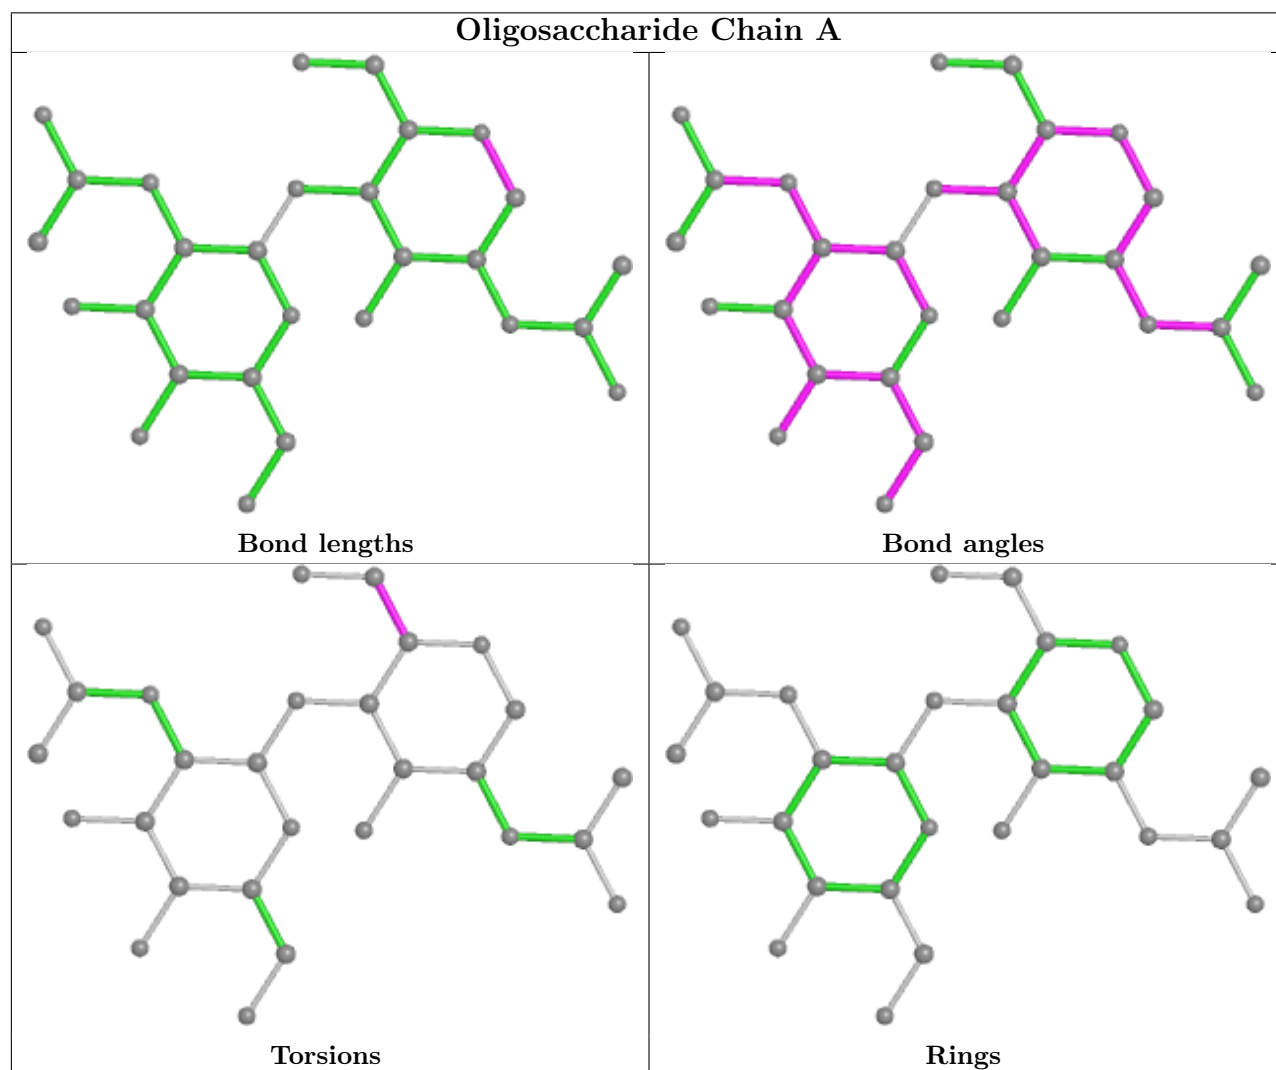 Oligosaccharide Chain A
Bond lengths
Bond angles
Torsions
Rings